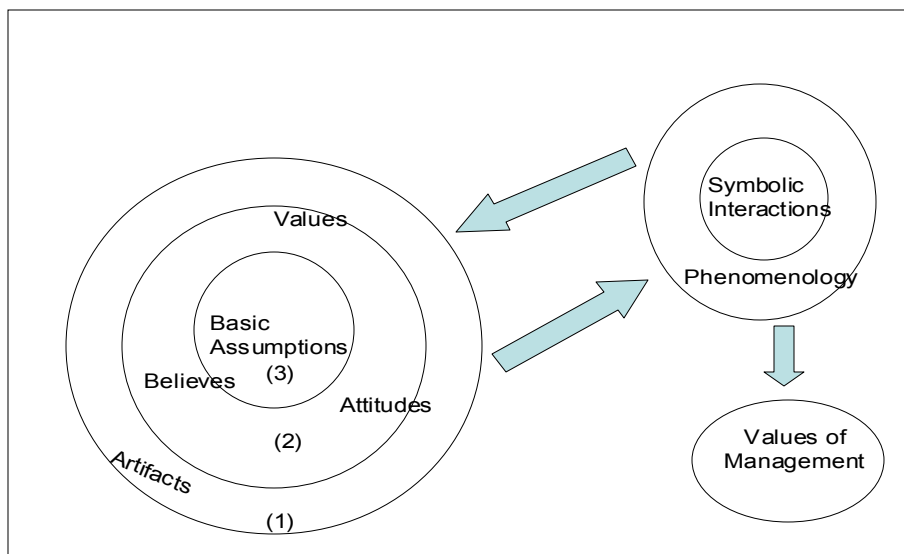 Values
Basic
Assumptions
(3)
Believes
Attitudes
(2)
Artifacts
(1)
Symbolic
Interactions
Phenomenology
Values of
Management